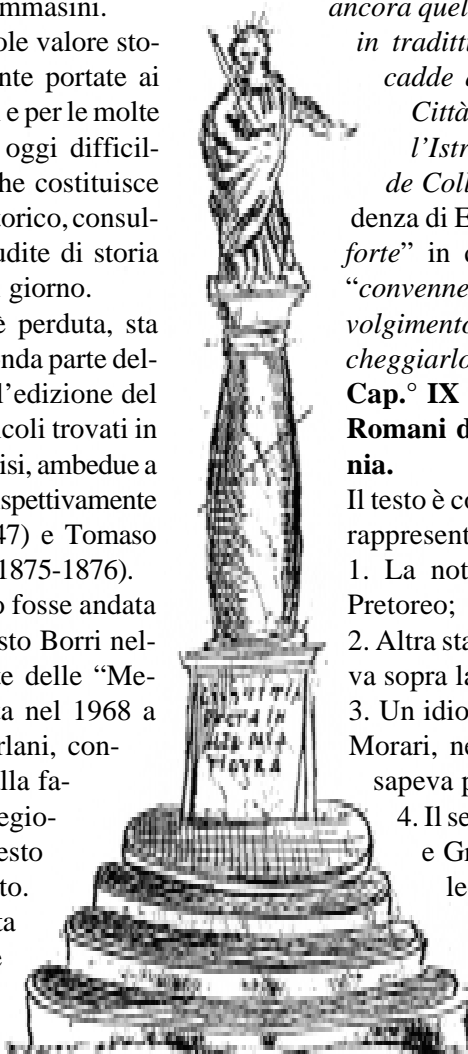 mmasini.
ole valore sto-
nte portate ai
e per le molte
oggi difficil-
he costituisce
torico, consul-
udite di storia
giorno.
è perduta, sta
nda parte del-
l'edizione del
coli trovati in
isi, ambedue a
spettivamente
47) e Tomaso
1875-1876).
o fosse andata
sto Borri nel-
te delle “Me-
a nel 1968 a
rlani, con-
lla fa-
egio-
esto
to.
ta
e
ancora quel
in tradítti
cadde
Città
l'Istr
de Coll
denza di E
forte” in
“convenne
volgimento
cheggiarlo
Cap.° IX
Romani d
nia.
Il testo è co
rappresent
1. La not
Pretoreo;
2. Altra sta
va sopra la
3. Un idio
Morari, ne
sapeva p
4. Il se
e Gr
le